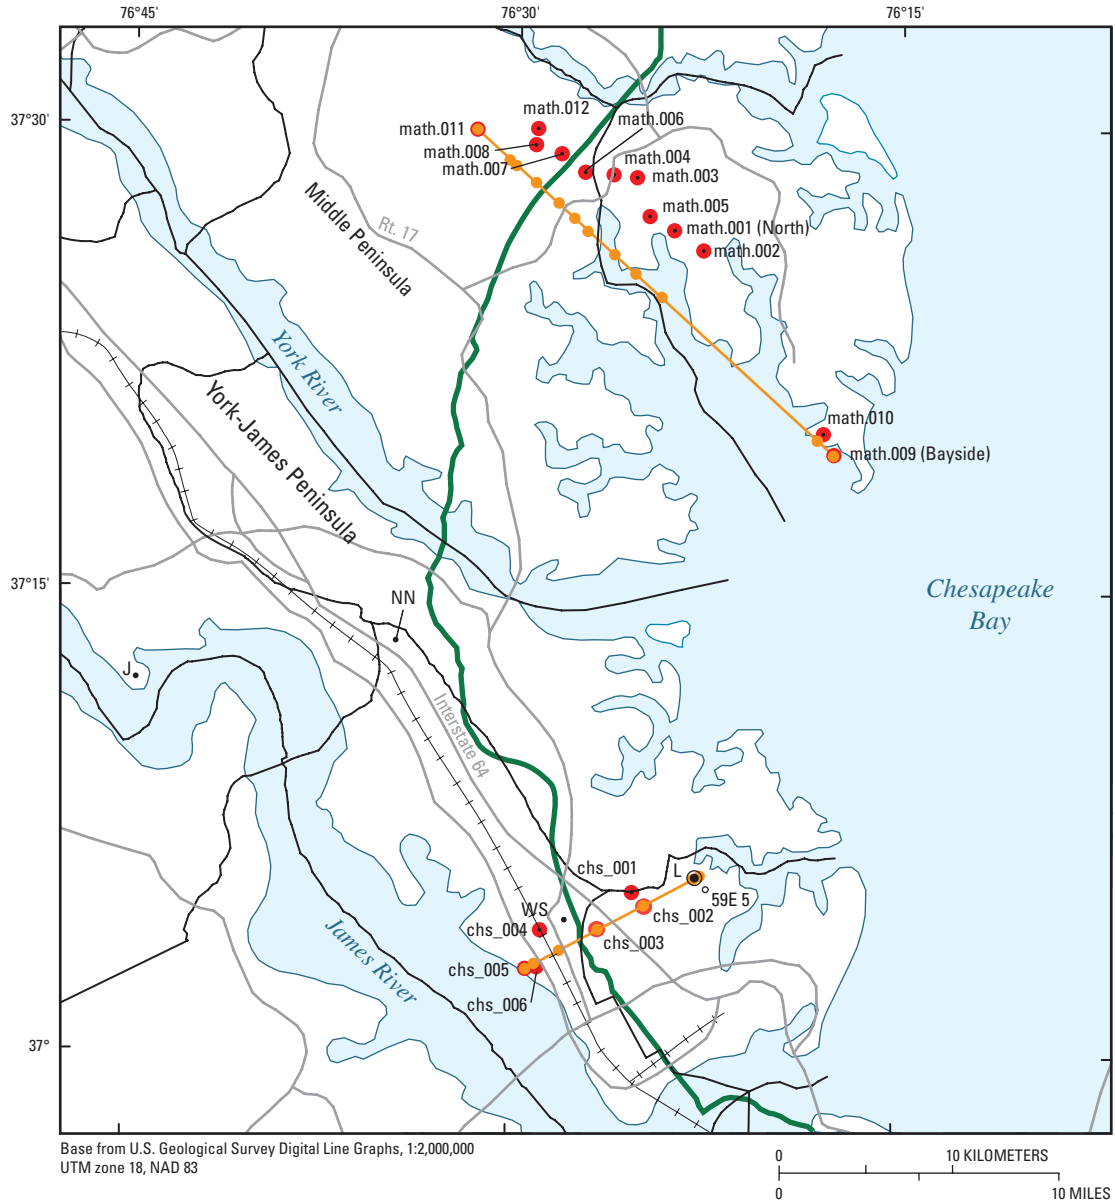 76°45'
76°30'
76°15'
37°30'
math.012
math.006
math.011
math.008
math.007
math.004
math.003
math.005
math.001 (North)
math.002
Middle Peninsula
Rt. 17
York River
York-James Peninsula
math.010
math.009 (Bayside)
37°15'
Chesapeake
Bay
NN
J
Interstate 64
chs_001
L
59E 5
chs_002
WS
chs_004
chs_003
chs_005
chs_006
James River
37°
Base from U.S. Geological Survey Digital Line Graphs, 1:2,000,000
UTM zone 18, NAD 83
0
10 KILOMETERS
0
10 MILES